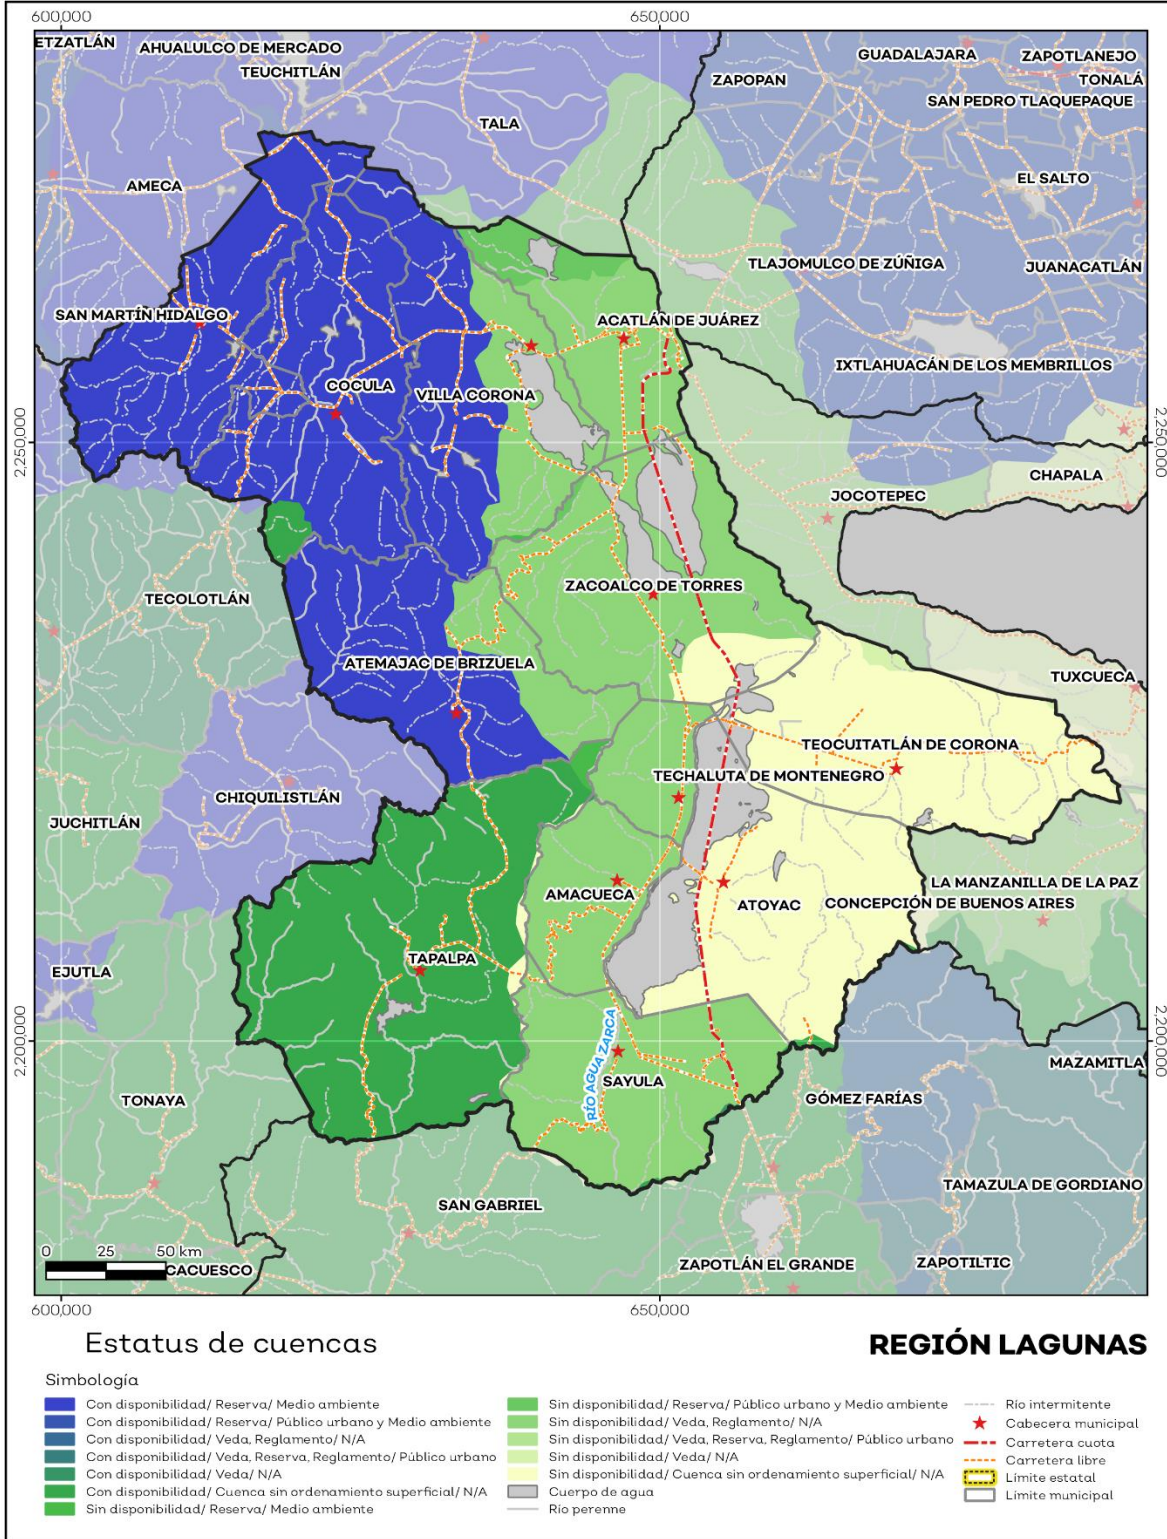 600,000
650,000
ETZATLÁN
AHUALULCO DE MERCADO
TEUCHITLÁN
GUADALAJARA
ZAPOTLANEJO
TONALÁ
ZAPOPAN
SAN PEDRO TLAQUEPAQUE
TALA
AMECA
EL SALTO
TLAJOMULCO DE ZÚÑIGA
JUANACATLÁN
SAN MARTÍN HIDALGO
ACATLÁN DE JUÁREZ
IXTLAHUACÁN DE LOS MEMBRILLOS
COCULA
VILLA CORONA
2,250,000
2,250,000
CHAPALA
JOCOTEPEC
TECOLOTLÁN
ZACOALCO DE TORRES
ATEMAJAC DE BRIZUELA
TUXCUECA
TEOCUITATLÁN DE CORONA
TECHALUTA DE MONTENEGRO
CHIQUILISTLÁN
JUCHITLÁN
LA MANZANILLA DE LA PAZ
AMACUECA
ATOYAC
CONCEPCIÓN DE BUENOS AIRES
TAPALPA
EJUTLA
2,200,000
2,200,000
RÍO AGUA ZARCA
MAZAMITLA
SAYULA
TONAYA
GÓMEZ FARÍAS
TAMAZULA DE GORDIANO
SAN GABRIEL
0 25 50 km
CACUESCO
ZAPOTLÁN EL GRANDE
ZAPOTILTIC
600,000
650,000
Estatus de cuencas
REGIÓN LAGUNAS
Simbología
Con disponibilidad/ Reserva/ Medio ambiente
Con disponibilidad/ Reserva/ Público urbano y Medio ambiente
Con disponibilidad/ Veda, Reglamento/ N/A
Con disponibilidad/ Veda, Reserva, Reglamento/ Público urbano
Con disponibilidad/ Veda/ N/A
Con disponibilidad/ Cuenca sin ordenamiento superficial/ N/A
Sin disponibilidad/ Reserva/ Medio ambiente
Sin disponibilidad/ Reserva/ Público urbano y Medio ambiente
Sin disponibilidad/ Veda, Reglamento/ N/A
Sin disponibilidad/ Veda, Reserva, Reglamento/ Público urbano
Sin disponibilidad/ Veda/ N/A
Sin disponibilidad/ Cuenca sin ordenamiento superficial/ N/A
Cuerpo de agua
Río perenne
Río intermitente
Cabecera municipal
Carretera cuota
Carretera libre
Límite estatal
Límite municipal